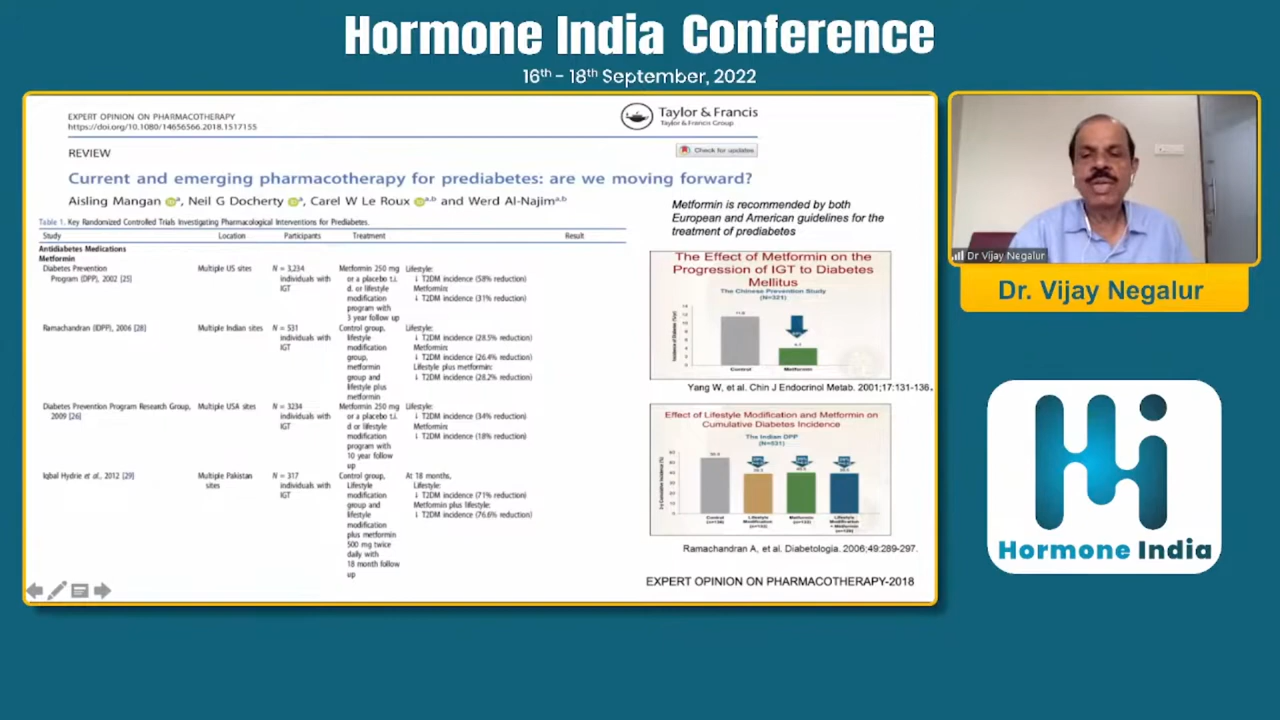 Hormone India Conference
16th - 18th September, 2022
EXPERT OPINION ON PHARMACOTHERAPY
https://doi.org/10.1080/14656566.2018.1517155
Taylor & Francis
Taylor & Francis Group
REVIEW
Check for updates
Current and emerging pharmacotherapy for prediabetes: are we moving forward?
Aisling Mangan a, Neil G Docherty a, Carel W Le Roux a,b and Werd Al-Najim a,b
Table 1. Key Randomized Controlled Trials Investigating Pharmacological Interventions for Prediabetes.
Study Location Participants Treatment Result
Antidiabetes Medications
Metformin
Diabetes Prevention Multiple US sites N = 3,234 Metformin 250 mg Lifestyle:
Program (DPP), 2002 [25] individuals with or a placebo t.i. ↓ T2DM incidence (58% reduction)
IGT d. or lifestyle Metformin:
modification ↓ T2DM incidence (31% reduction)
program with
3 year follow up
Ramachandran (IDPP), 2006 [28] Multiple Indian sites N = 531 Control group, Lifestyle:
individuals with lifestyle ↓ T2DM incidence (28.5% reduction)
IGT modification Metformin:
group, ↓ T2DM incidence (26.4% reduction)
metformin Lifestyle plus metformin:
group and ↓ T2DM incidence (28.2% reduction)
lifestyle plus
metformin
Diabetes Prevention Program Research Group, Multiple USA sites N = 3234 Metformin 250 mg Lifestyle:
2009 [26] individuals with or a placebo t.i. ↓ T2DM incidence (34% reduction)
IGT d or lifestyle Metformin:
modification ↓ T2DM incidence (18% reduction)
program with
10 year follow
up
Iqbal Hydrie et al., 2012 [29] Multiple Pakistan N = 317 Control group, At 18 months,
sites individuals with Lifestyle Lifestyle:
IGT modification ↓ T2DM incidence (71% reduction)
group and Metformin plus lifestyle:
lifestyle ↓ T2DM incidence (76.6% reduction)
modification
plus metformin
500 mg twice
daily with
18 month follow
up
Metformin is recommended by both
European and American guidelines for the
treatment of prediabetes
The Effect of Metformin on the
Progression of IGT to Diabetes
Mellitus
The Chinese Prevention Study
(N=321)
Control Metformin
Yang W, et al. Chin J Endocrinol Metab. 2001;17:131-136.
Effect of Lifestyle Modification and Metformin on
Cumulative Diabetes Incidence
The Indian DPP
(N=531)
Control Lifestyle Metformin Lifestyle
Modification Modification
+ Metformin
Ramachandran A, et al. Diabetologia. 2006;49:289-297.
EXPERT OPINION ON PHARMACOTHERAPY-2018
Dr Vijay Negalur
Dr. Vijay Negalur
Hi
Hormone India